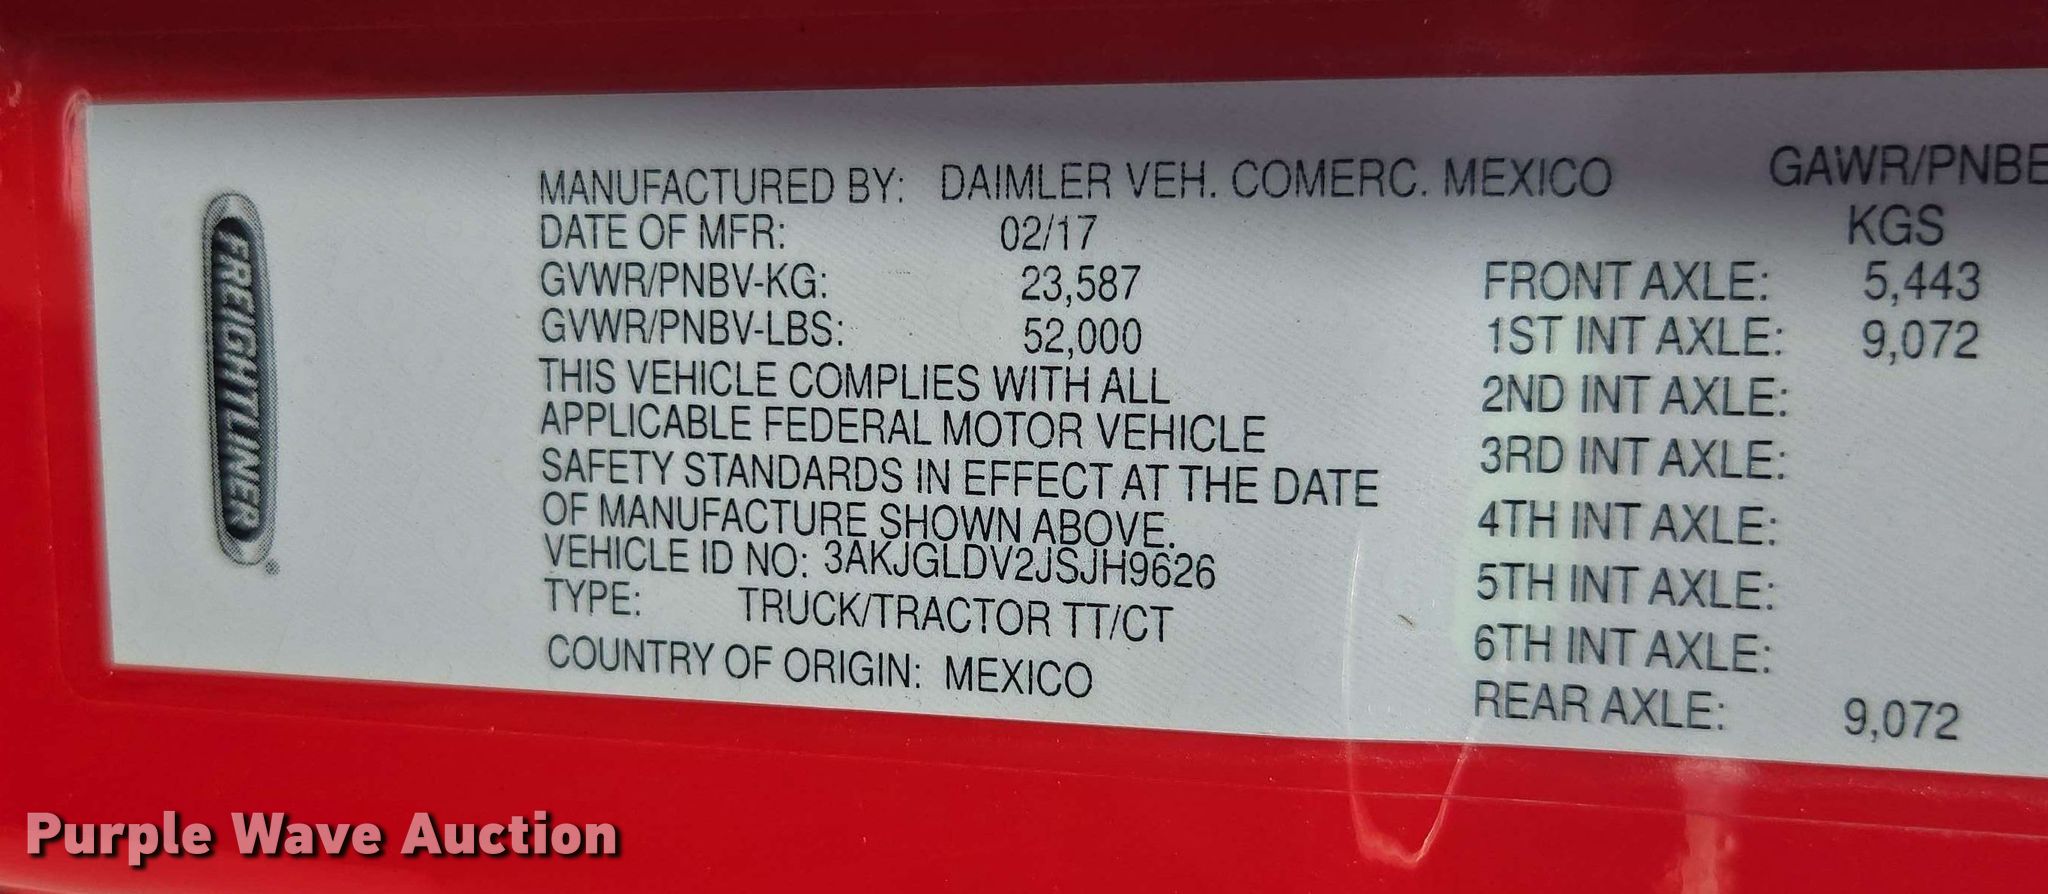 FREIGHTLINER®
MANUFACTURED BY: DAIMLER VEH. COMERC. MEXICO
DATE OF MFR: 02/17
GVWR/PNBV-KG: 23,587
GVWR/PNBV-LBS: 52,000
THIS VEHICLE COMPLIES WITH ALL
APPLICABLE FEDERAL MOTOR VEHICLE
SAFETY STANDARDS IN EFFECT AT THE DATE
OF MANUFACTURE SHOWN ABOVE.
VEHICLE ID NO: 3AKJGLDV2JSJH9626
TYPE: TRUCK/TRACTOR TT/CT
COUNTRY OF ORIGIN: MEXICO
GAWR/PNBE
KGS
FRONT AXLE: 5,443
1ST INT AXLE: 9,072
2ND INT AXLE:
3RD INT AXLE:
4TH INT AXLE:
5TH INT AXLE:
6TH INT AXLE:
REAR AXLE: 9,072
Purple Wave Auction